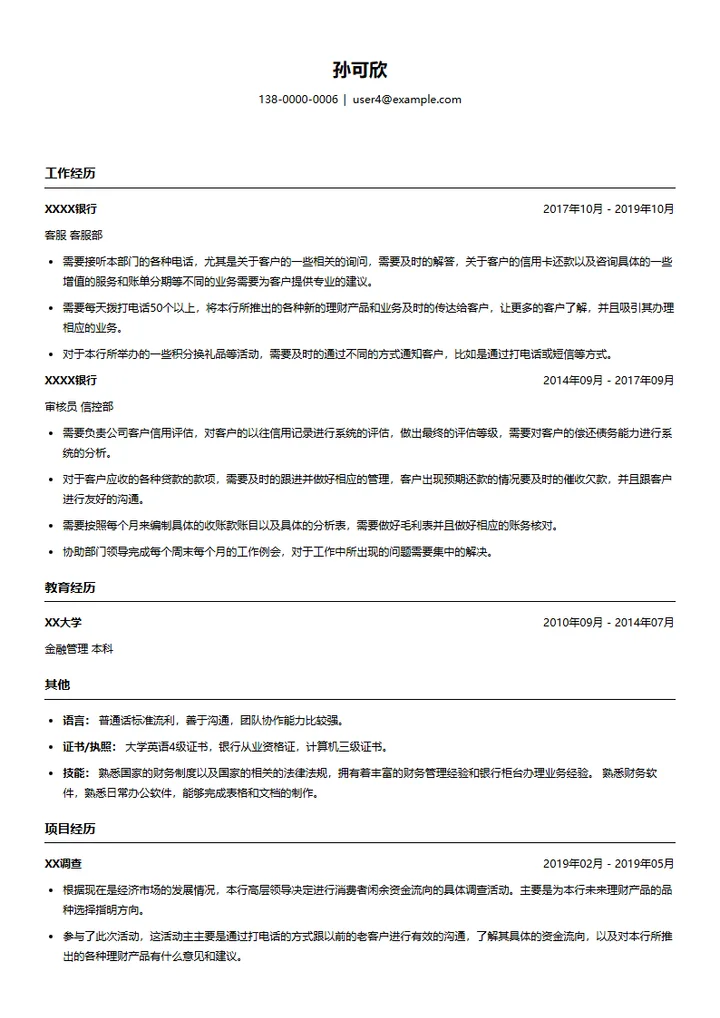 孙可欣
138-0000-0006 | user4@example.com
工作经历
XXXX银行 2017年10月 - 2019年10月
客服 客服部
• 需要接听本部门的各种电话，尤其是关于客户的一些相关的询问，需要及时的解答，关于客户的信用卡还款以及咨询具体的一些
增值的服务和账单分期等不同的业务需要为客户提供专业的建议。
• 需要每天拨打电话50个以上，将本行所推出的各种新的理财产品和业务及时的传达给客户，让更多的客户了解，并且吸引其办理
相应的业务。
• 对于本行所举办的一些积分换礼品等活动，需要及时的通过不同的方式通知客户，比如是通过打电话或短信等方式。
XXXX银行 2014年09月 - 2017年09月
审核员 信控部
• 需要负责公司客户信用评估，对客户的以往信用记录进行系统的评估，做出最终的评估等级，需要对客户的偿还债务能力进行系
统的分析。
• 对于客户应收的各种贷款的款项，需要及时的跟进并做好相应的管理，客户出现预期还款的情况要及时的催收欠款，并且跟客户
进行友好的沟通。
• 需要按照每个月来编制具体的收账款账目以及具体的分析表，需要做好毛利表并且做好相应的账务核对。
• 协助部门领导完成每个周末每个月的工作例会，对于工作中所出现的问题需要集中的解决。
教育经历
XX大学 2010年09月 - 2014年07月
金融管理 本科
其他
• 语言： 普通话标准流利，善于沟通，团队协作能力比较强。
• 证书/执照： 大学英语4级证书，银行从业资格证，计算机三级证书。
• 技能： 熟悉国家的财务制度以及国家的相关的法律法规，拥有着丰富的财务管理经验和银行柜台办理业务经验。 熟悉财务软
件，熟悉日常办公软件，能够完成表格和文档的制作。
项目经历
XX调查 2019年02月 - 2019年05月
• 根据现在是经济市场的发展情况，本行高层领导决定进行消费者闲余资金流向的具体调查活动。主要是为本行未来理财产品的品
种选择指明方向。
• 参与了此次活动，这活动主主要是通过打电话的方式跟以前的老客户进行有效的沟通，了解其具体的资金流向，以及对本行所推
出的各种理财产品有什么意见和建议。